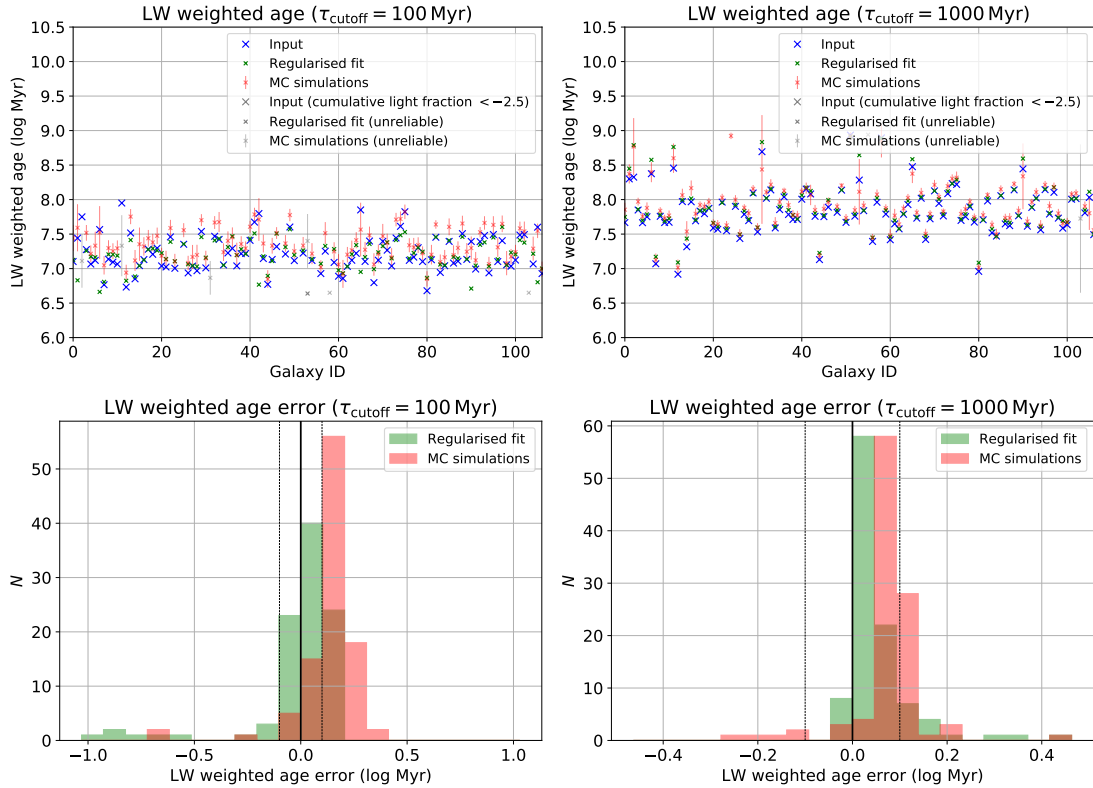 LW weighted age (τcutoff = 100 Myr)
LW weighted age (log Myr)
10.5
10.0
9.5
9.0
8.5
8.0
7.5
7.0
6.5
6.0
Input
Regularised fit
MC simulations
Input (cumulative light fraction <−2.5)
Regularised fit (unreliable)
MC simulations (unreliable)
0 20 40 60 80 100
Galaxy ID
LW weighted age (τcutoff = 1000 Myr)
LW weighted age (log Myr)
10.5
10.0
9.5
9.0
8.5
8.0
7.5
7.0
6.5
6.0
Input
Regularised fit
MC simulations
Input (cumulative light fraction <−2.5)
Regularised fit (unreliable)
MC simulations (unreliable)
0 20 40 60 80 100
Galaxy ID
LW weighted age error (τcutoff = 100 Myr)
N
50
40
30
20
10
0
Regularised fit
MC simulations
−1.0 −0.5 0.0 0.5 1.0
LW weighted age error (log Myr)
LW weighted age error (τcutoff = 1000 Myr)
N
60
50
40
30
20
10
0
Regularised fit
MC simulations
−0.4 −0.2 0.0 0.2 0.4
LW weighted age error (log Myr)